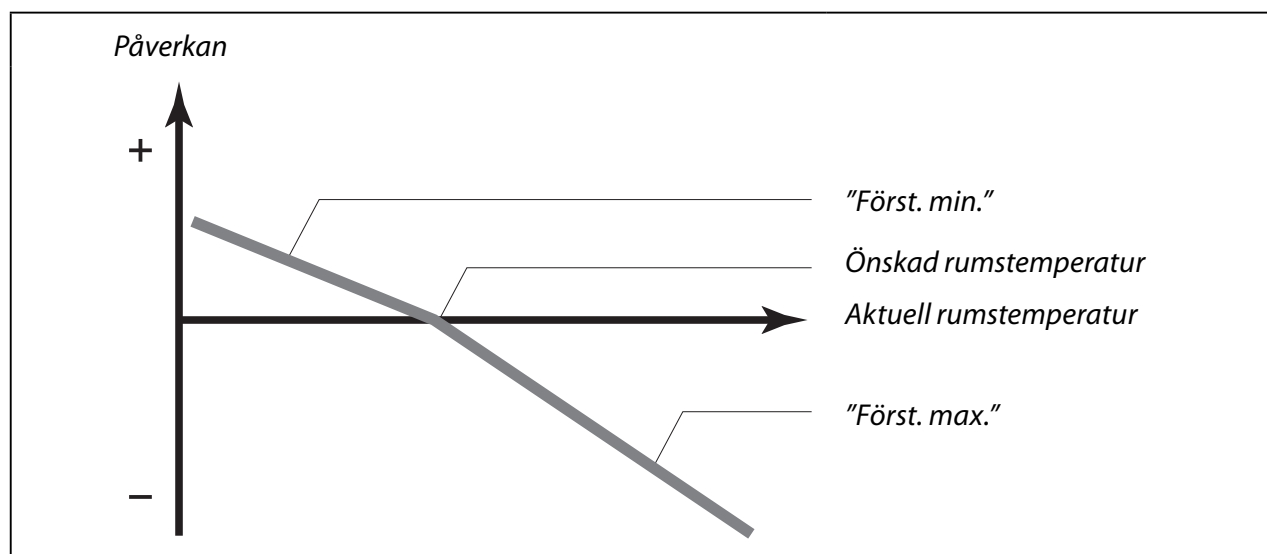 Påverkan
+
"Först. min."
Önskad rumstemperatur
Aktuell rumstemperatur
"Först. max."
−